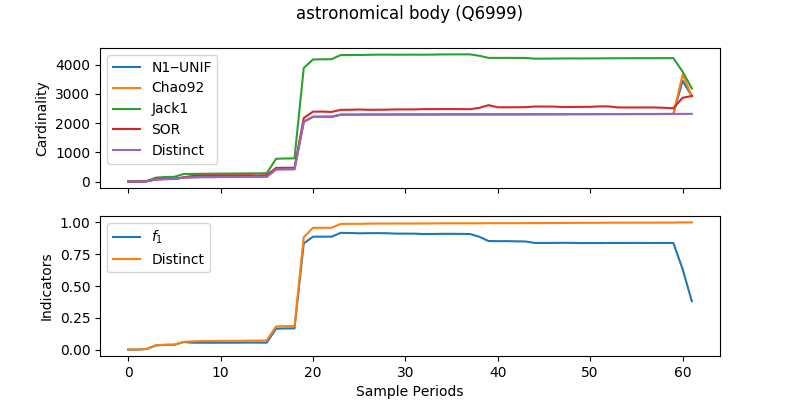 astronomical body (Q6999)
Cardinality
4000
3000
2000
1000
0
N1−UNIF
Chao92
Jack1
SOR
Distinct
Indicators
1.00
0.75
0.50
0.25
0.00
f₁
Distinct
0 10 20 30 40 50 60
Sample Periods